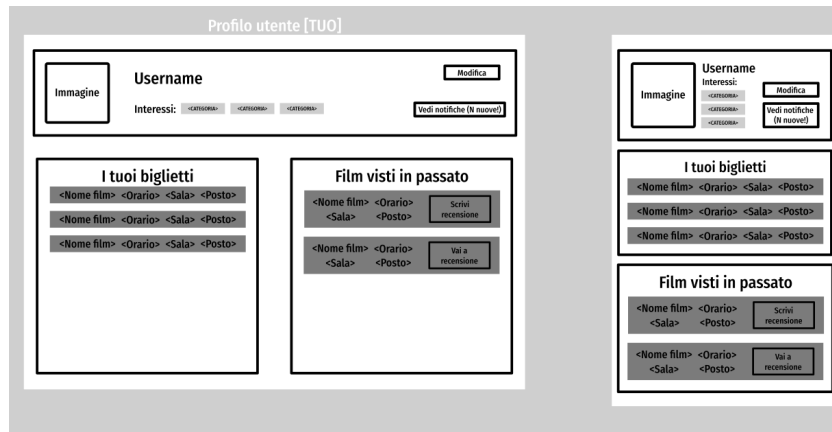 Profilo utente [TUO]
Immagine
Username
Modifica
Interessi: <CATEGORIA> <CATEGORIA> <CATEGORIA>
Vedi notifiche (N nuove!)
I tuoi biglietti
<Nome film> <Orario> <Sala> <Posto>
<Nome film> <Orario> <Sala> <Posto>
<Nome film> <Orario> <Sala> <Posto>
Film visti in passato
<Nome film> <Orario>
<Sala> <Posto>
Scrivi
recensione
<Nome film> <Orario>
<Sala> <Posto>
Vai a
recensione
Immagine
Username
Interessi:
<CATEGORIA>
<CATEGORIA>
<CATEGORIA>
Modifica
Vedi notifiche
(N nuove!)
I tuoi biglietti
<Nome film> <Orario> <Sala> <Posto>
<Nome film> <Orario> <Sala> <Posto>
<Nome film> <Orario> <Sala> <Posto>
Film visti in passato
<Nome film> <Orario>
<Sala> <Posto>
Scrivi
recensione
<Nome film> <Orario>
<Sala> <Posto>
Vai a
recensione